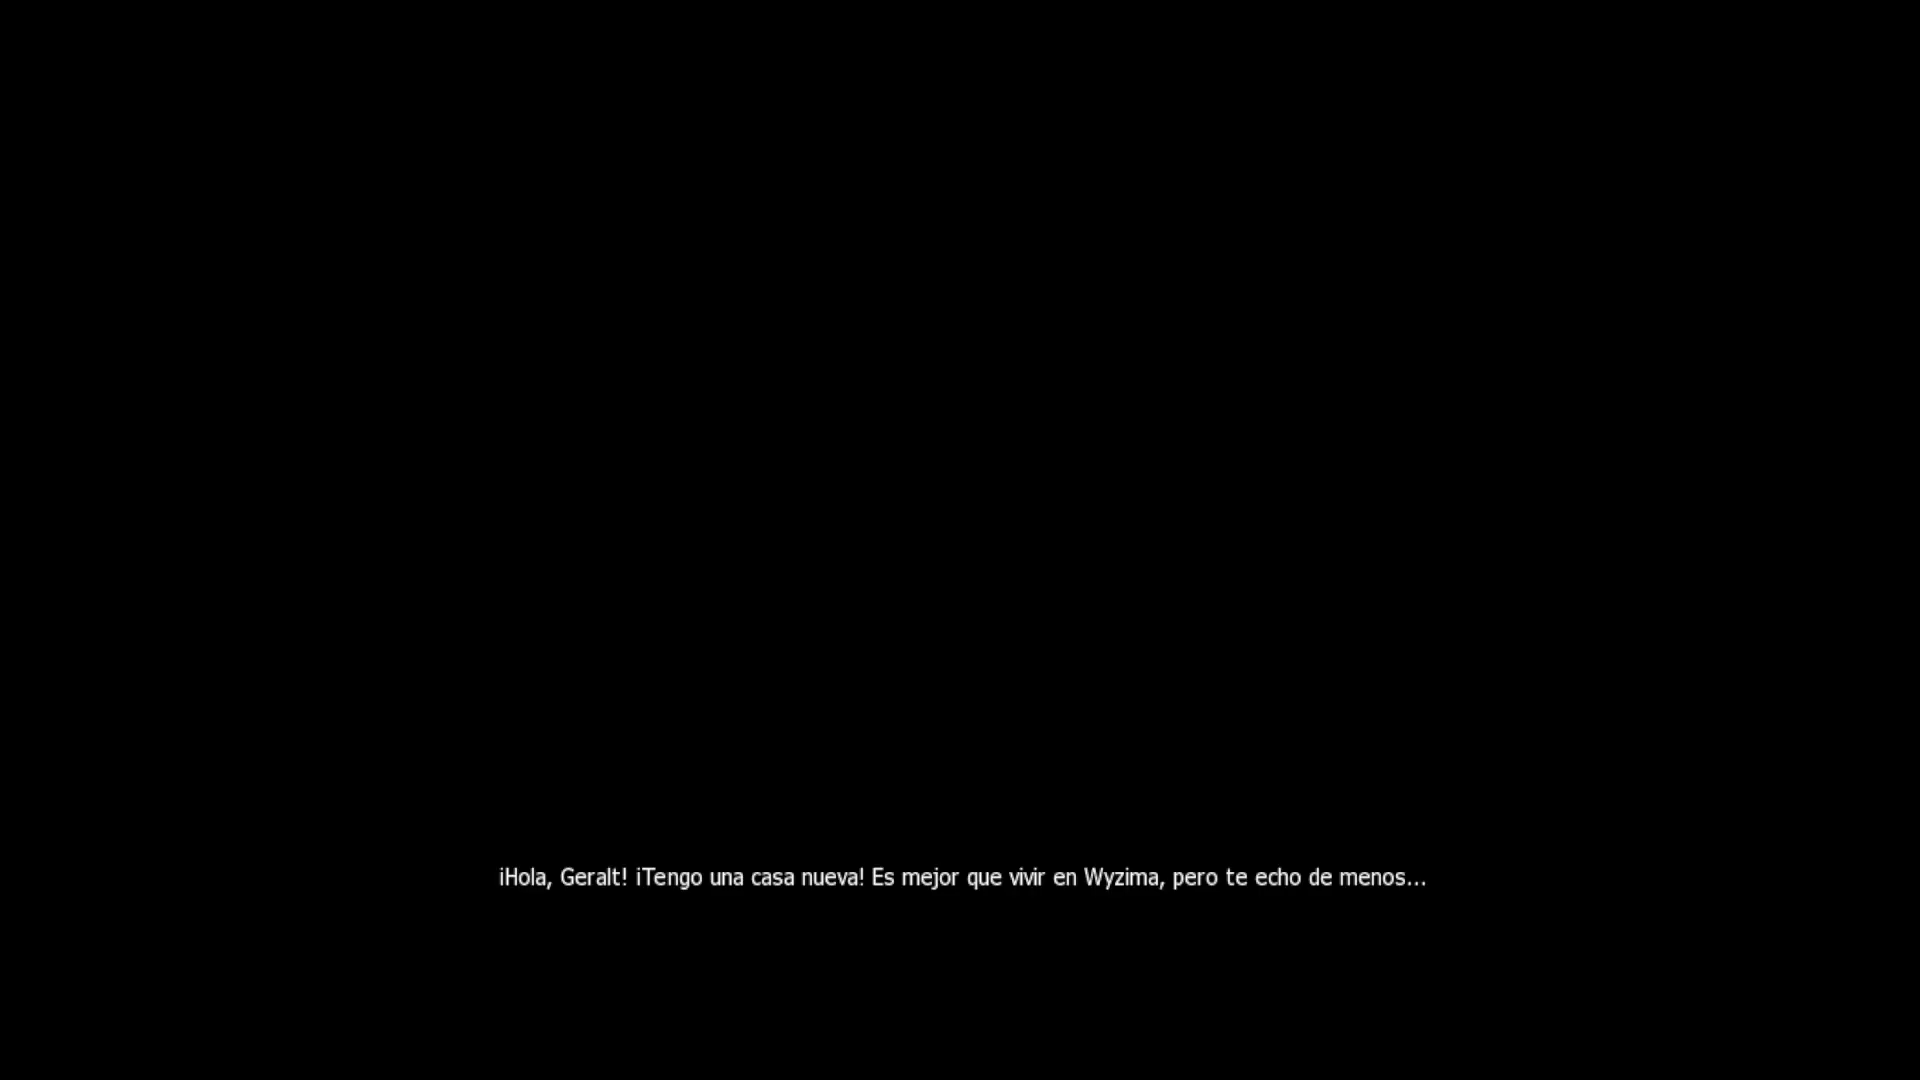 ¡Hola, Geralt! ¡Tengo una casa nueva! Es mejor que vivir en Wyzima, pero te echo de menos...